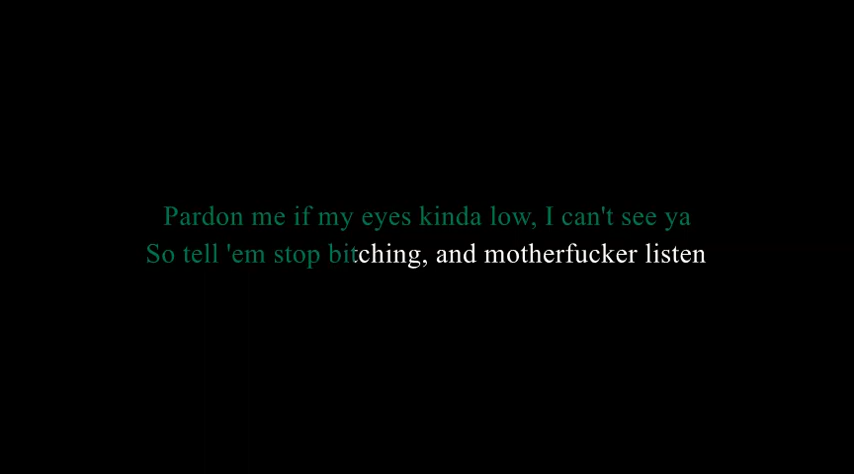 Pardon me if my eyes kinda low, I can't see ya
So tell 'em stop bitching, and motherfucker listen